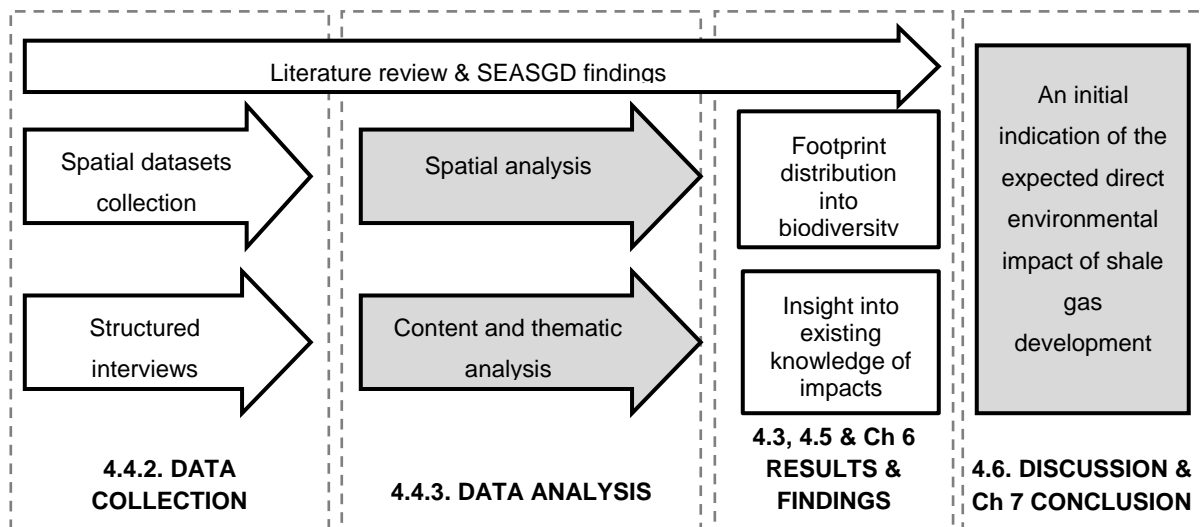 Literature review & SEASGD findings
Spatial datasets
collection
Spatial analysis
Footprint
distribution
into
biodiversity
Structured
interviews
Content and thematic
analysis
Insight into
existing
knowledge of
impacts
An initial
indication of the
expected direct
environmental
impact of shale
gas
development
4.4.2. DATA
COLLECTION
4.4.3. DATA ANALYSIS
4.3, 4.5 & Ch 6
RESULTS &
FINDINGS
4.6. DISCUSSION &
Ch 7 CONCLUSION